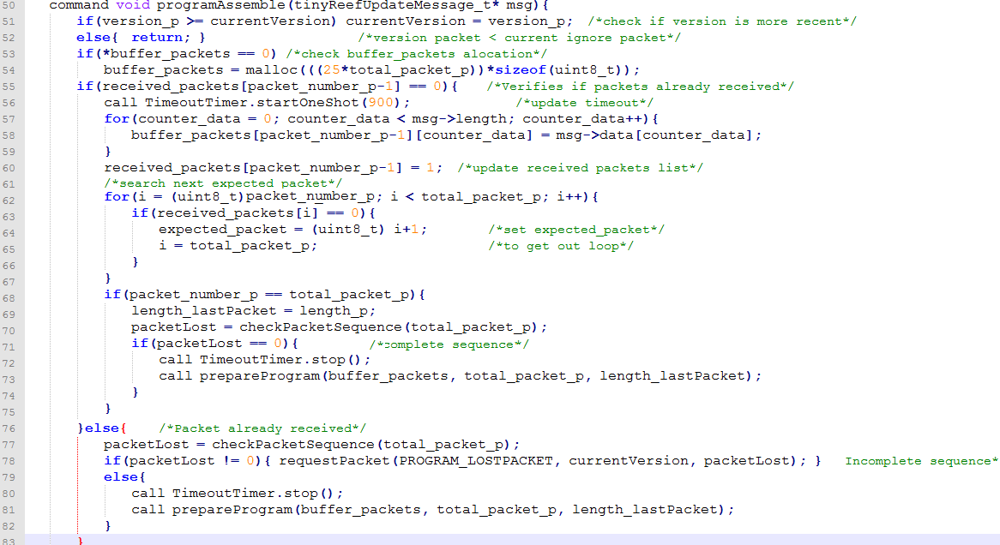 50 command void programAssemble(tinyReefUpdateMessage_t* msg){
51 if(version_p >= currentVersion) currentVersion = version_p; /*check if version is more recent*/
52 else{ return; } /*version packet < current ignore packet*/
53 if(*buffer_packets == 0) /*check buffer_packets alocation*/
54 buffer_packets = malloc(((25*total_packet_p))*sizeof(uint8_t));
55 if(received_packets[packet_number_p-1] == 0){ /*Verifies if packets already received*/
56 call TimeoutTimer.startOneShot(900); /*update timeout*/
57 for(counter_data = 0; counter_data < msg->length; counter_data++){
58 buffer_packets[packet_number_p-1][counter_data] = msg->data[counter_data];
59 }
60 received_packets[packet_number_p-1] = 1; /*update received packets list*/
61 /*search next expected packet*/
62 for(i = (uint8_t)packet_number_p; i < total_packet_p; i++){
63 if(received_packets[i] == 0){
64 expected_packet = (uint8_t) i+1; /*set expected_packet*/
65 i = total_packet_p; /*to get out loop*/
66 }
67 }
68 if(packet_number_p == total_packet_p){
69 length_lastPacket = length_p;
70 packetLost = checkPacketSequence(total_packet_p);
71 if(packetLost == 0){ /*complete sequence*/
72 call TimeoutTimer.stop();
73 call prepareProgram(buffer_packets, total_packet_p, length_lastPacket);
74 }
75 }
76 }else{ /*Packet already received*/
77 packetLost = checkPacketSequence(total_packet_p);
78 if(packetLost != 0){ requestPacket(PROGRAM_LOSTPACKET, currentVersion, packetLost); } Incomplete sequence*
79 else{
80 call TimeoutTimer.stop();
81 call prepareProgram(buffer_packets, total_packet_p, length_lastPacket);
82 }
83 }